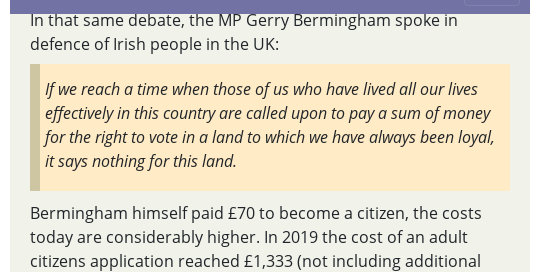 In that same debate, the MP Gerry Bermingham spoke in
defence of Irish people in the UK:
If we reach a time when those of us who have lived all our lives
effectively in this country are called upon to pay a sum of money
for the right to vote in a land to which we have always been loyal,
it says nothing for this land.
Bermingham himself paid £70 to become a citizen, the costs
today are considerably higher. In 2019 the cost of an adult
citizens application reached £1,333 (not including additional